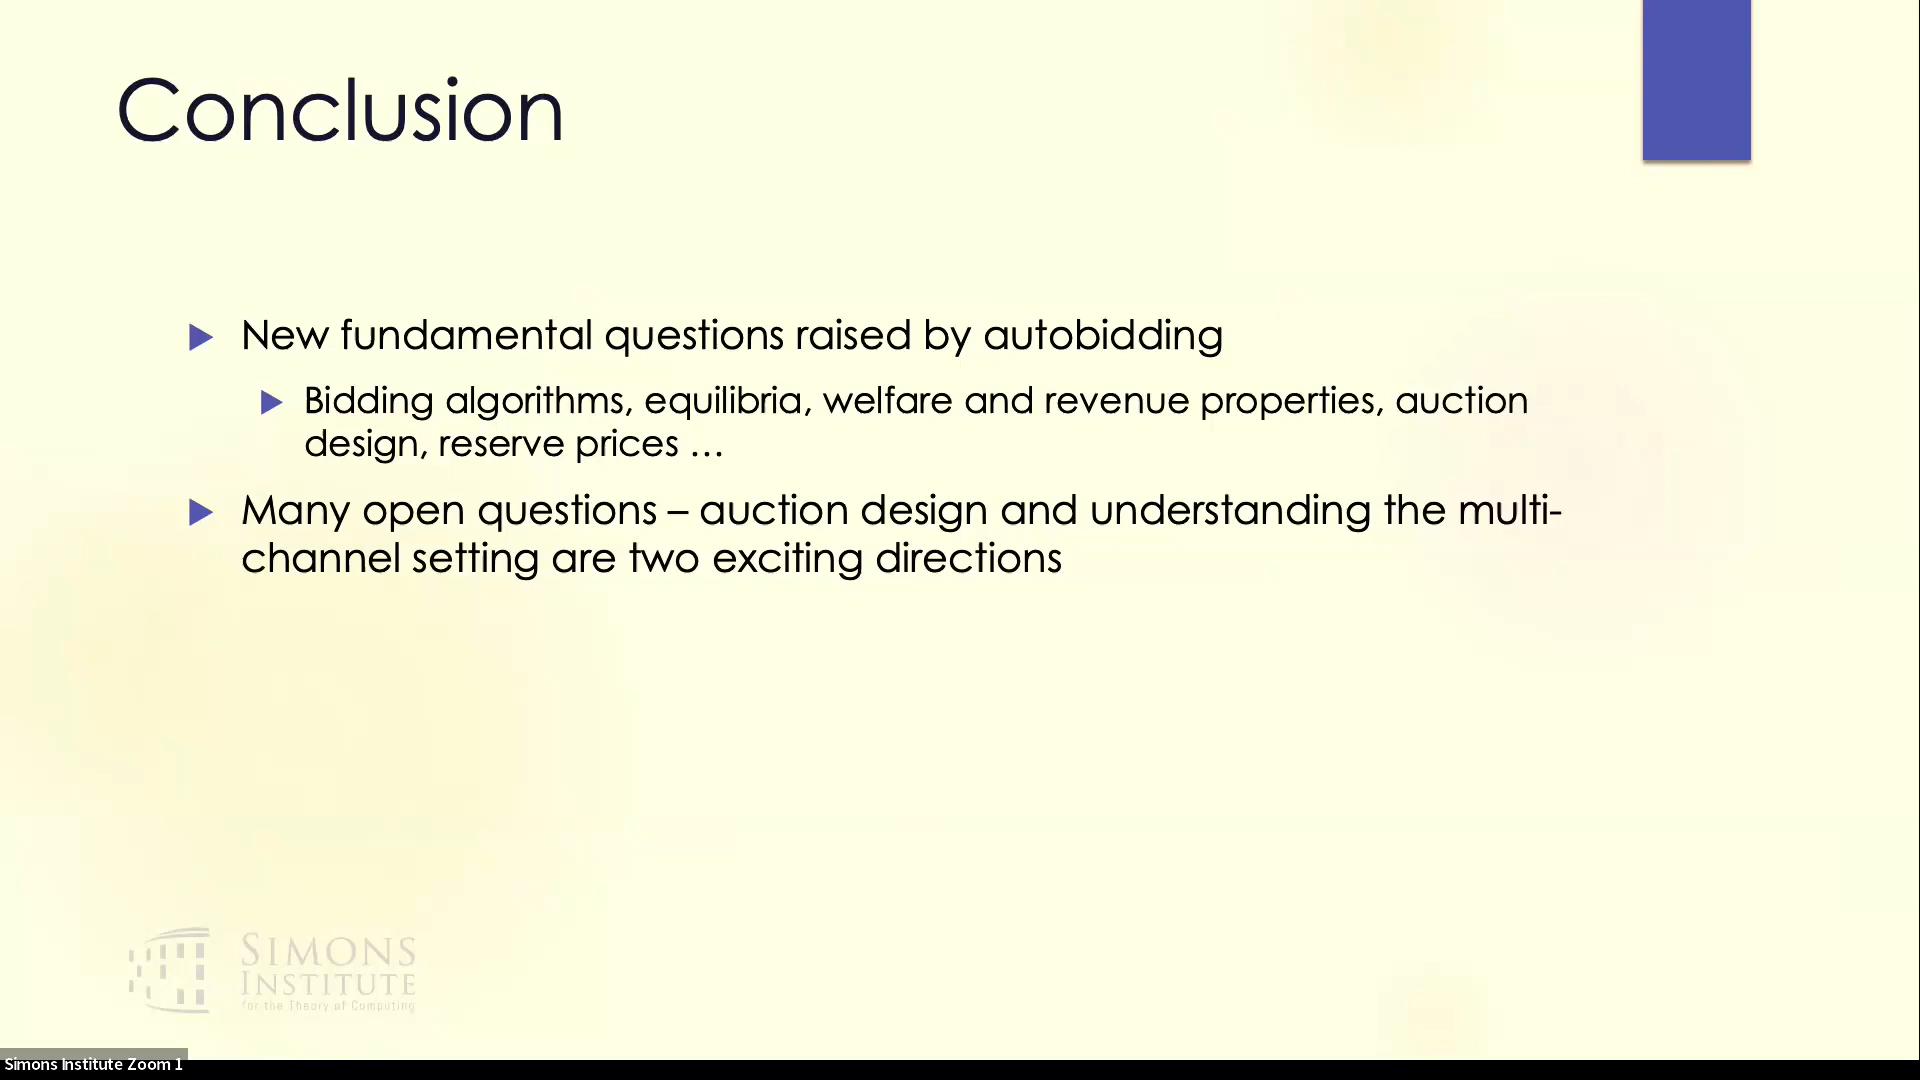 Conclusion
New fundamental questions raised by autobidding
Bidding algorithms, equilibria, welfare and revenue properties, auction
design, reserve prices …
Many open questions – auction design and understanding the multi-
channel setting are two exciting directions
SIMONS
INSTITUTE
for the Theory of Computing
Simons Institute Zoom 1